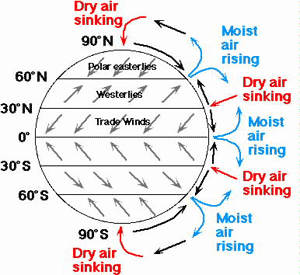 Dry air
sinking
90°N
Moist
air
rising
Polar easterlies
60°N
Dry air
sinking
Westerlies
30°N
Trade Winds
Moist
air
rising
0°
30°S
Dry air
sinking
60°S
Moist
air
rising
90°S
Dry air
sinking